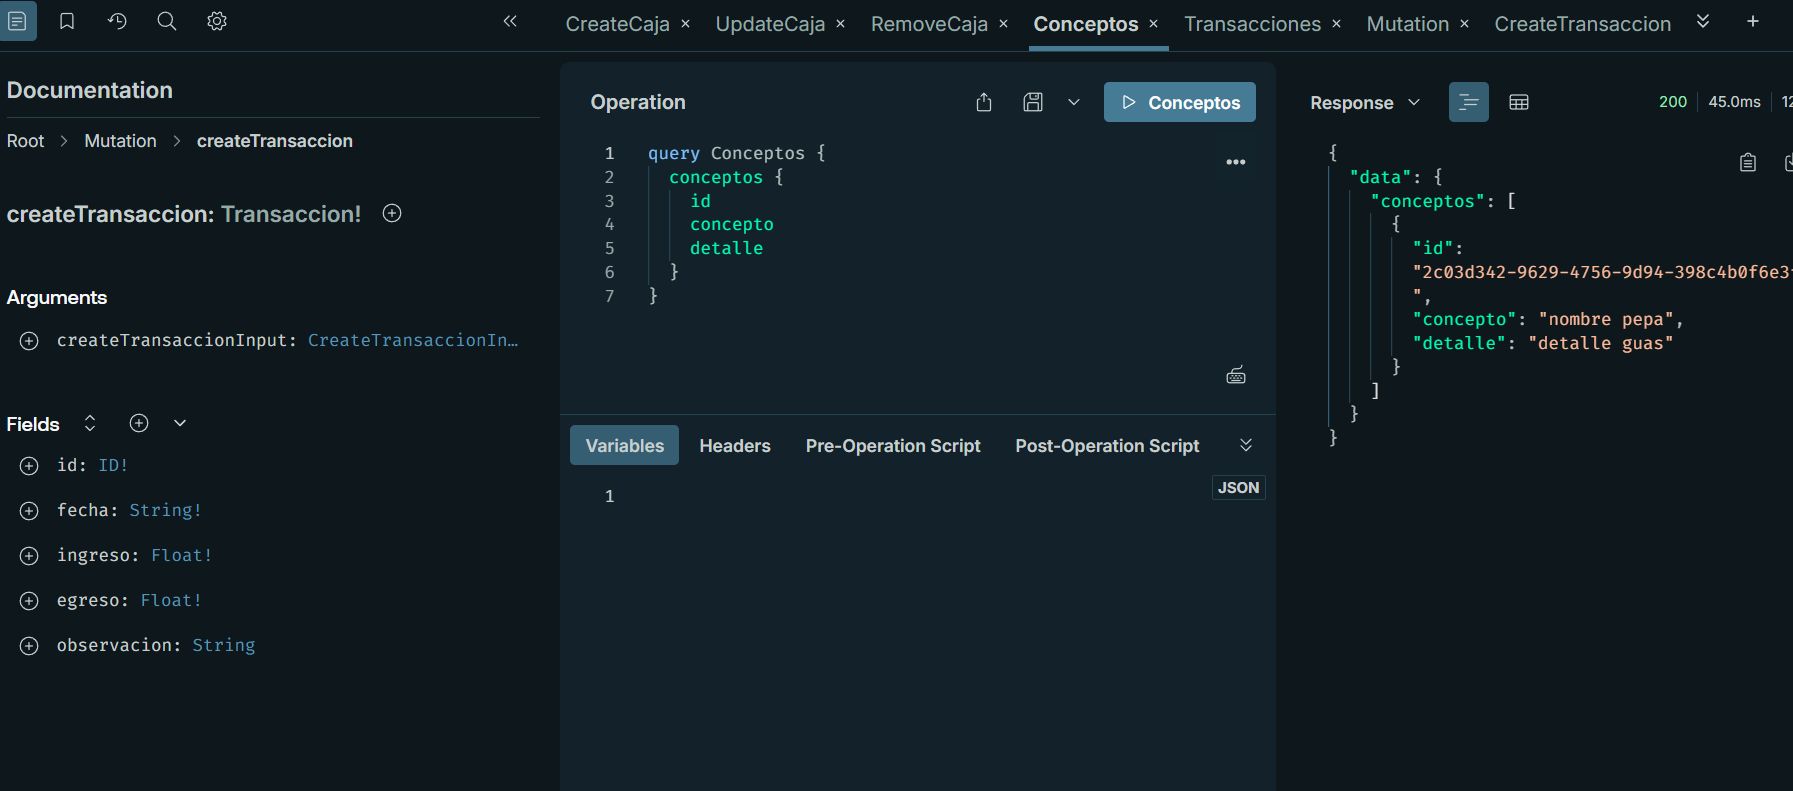 CreateCaja × UpdateCaja × RemoveCaja × Conceptos × Transacciones × Mutation × CreateTransaccion
Documentation
Root > Mutation > createTransaccion
createTransaccion: Transaccion!
Arguments
createTransaccionInput: CreateTransaccionIn…
Fields
id: ID!
fecha: String!
ingreso: Float!
egreso: Float!
observacion: String
Operation
Conceptos
1 query Conceptos {
2 conceptos {
3 id
4 concepto
5 detalle
6 }
7 }
Variables Headers Pre-Operation Script Post-Operation Script
1
JSON
Response
200 45.0ms 12
{
"data": {
"conceptos": [
{
"id":
"2c03d342-9629-4756-9d94-398c4b0f6e3
",
"concepto": "nombre pepa",
"detalle": "detalle guas"
}
]
}
}